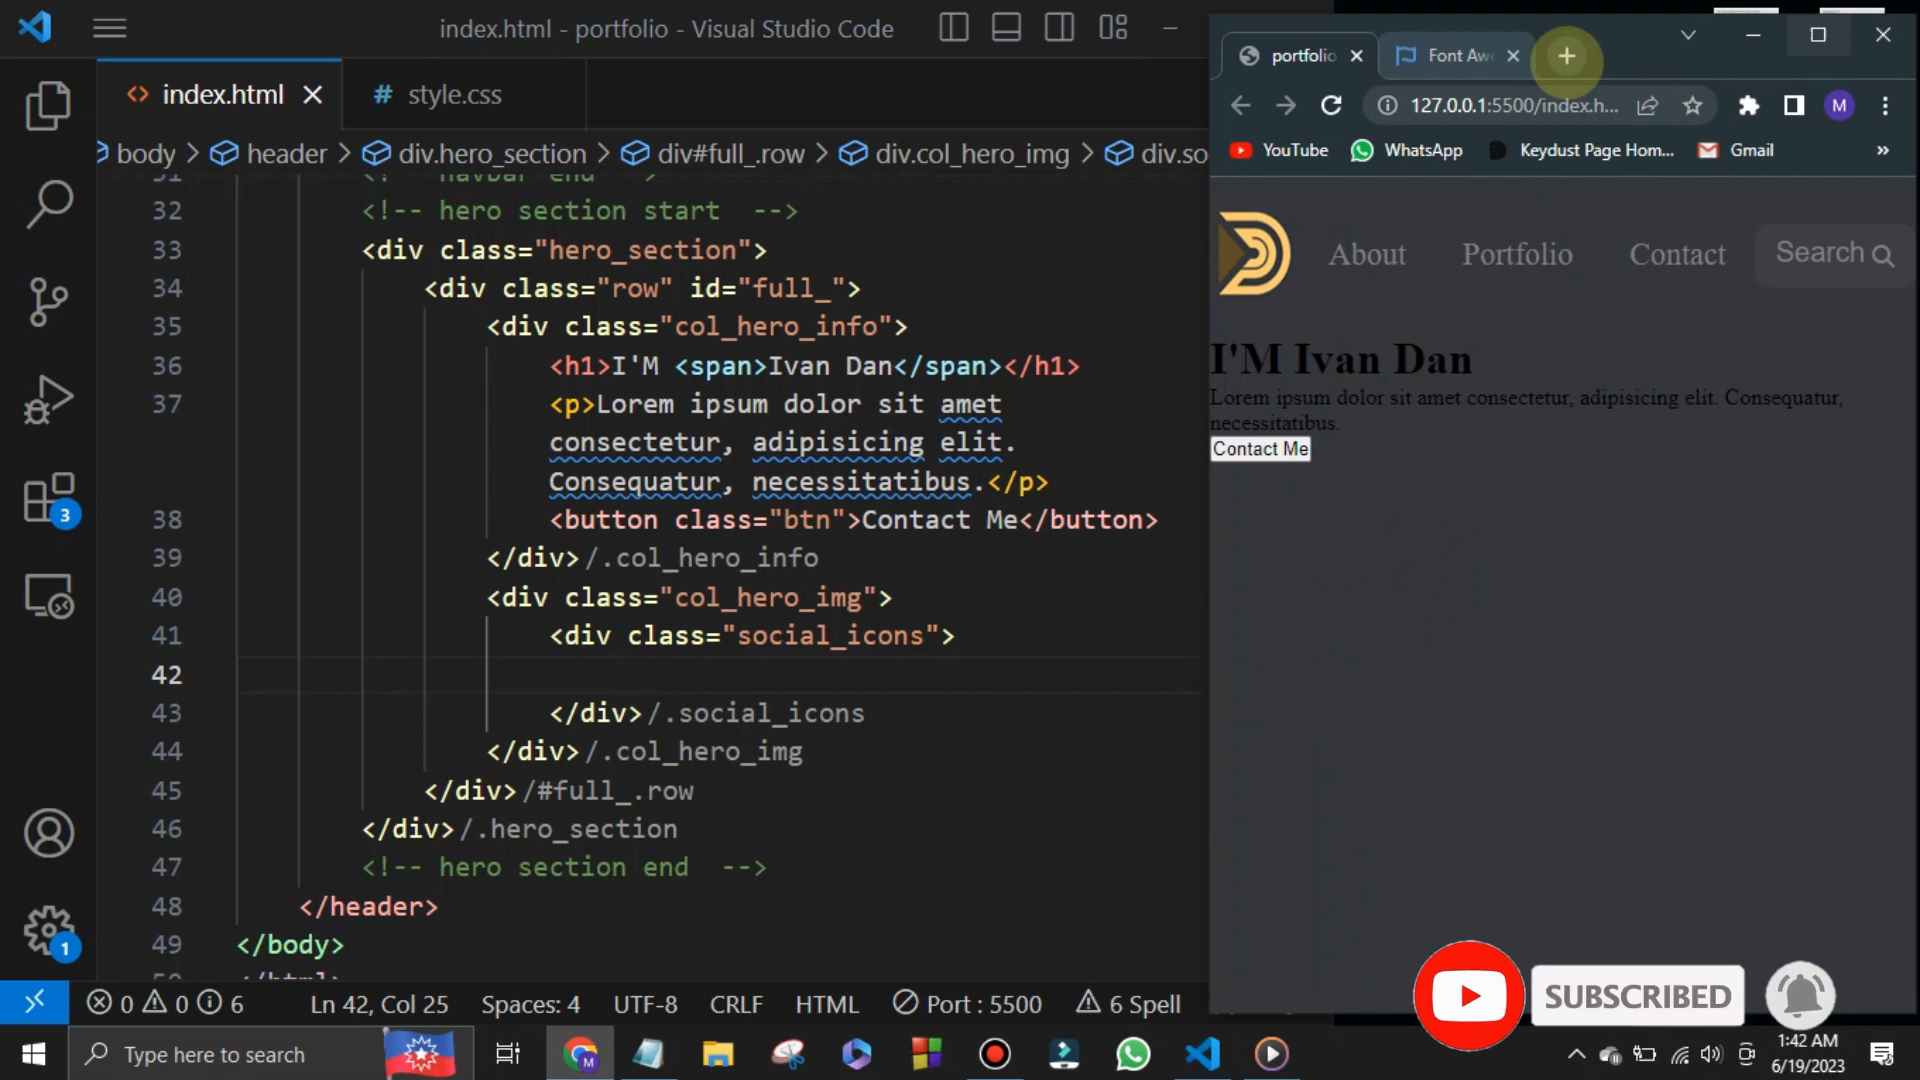 index.html - portfolio - Visual Studio Code
index.html
# style.css
body > header > div.hero_section > div#full_.row > div.col_hero_img > div.so
31 <!-- navbar end -->
32 <!-- hero section start  -->
33 <div class="hero_section">
34 <div class="row" id="full_">
35 <div class="col_hero_info">
36 <h1>I'M <span>Ivan Dan</span></h1>
37 <p>Lorem ipsum dolor sit amet
consectetur, adipisicing elit.
Consequatur, necessitatibus.</p>
38 <button class="btn">Contact Me</button>
39 </div>/.col_hero_info
40 <div class="col_hero_img">
41 <div class="social_icons">
42
43 </div>/.social_icons
44 </div>/.col_hero_img
45 </div>/#full_.row
46 </div>/.hero_section
47 <!-- hero section end  -->
48 </header>
49 </body>
50 </html>
3
1
0 0 6 Ln 42, Col 25 Spaces: 4 UTF-8 CRLF HTML Port : 5500 6 Spell
portfolio
Font Aw
127.0.0.1:5500/index.h...
M
YouTube WhatsApp Keydust Page Hom... Gmail »
About Portfolio Contact Search
I'M Ivan Dan
Lorem ipsum dolor sit amet consectetur, adipisicing elit. Consequatur,
necessitatibus.
Contact Me
SUBSCRIBED
Type here to search
M
1:42 AM
6/19/2023